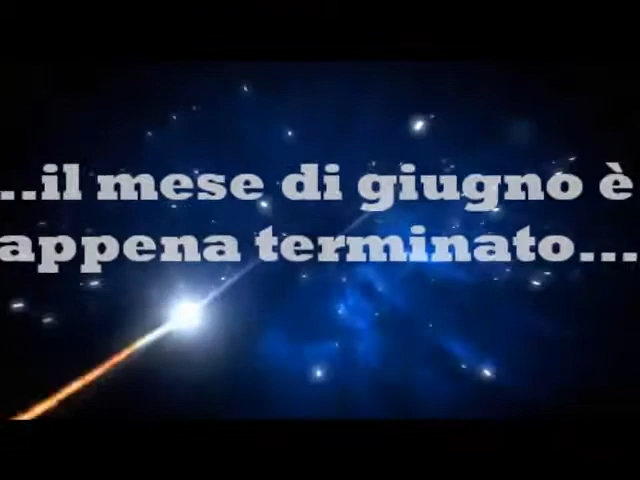 ..il mese di giugno è
appena terminato...